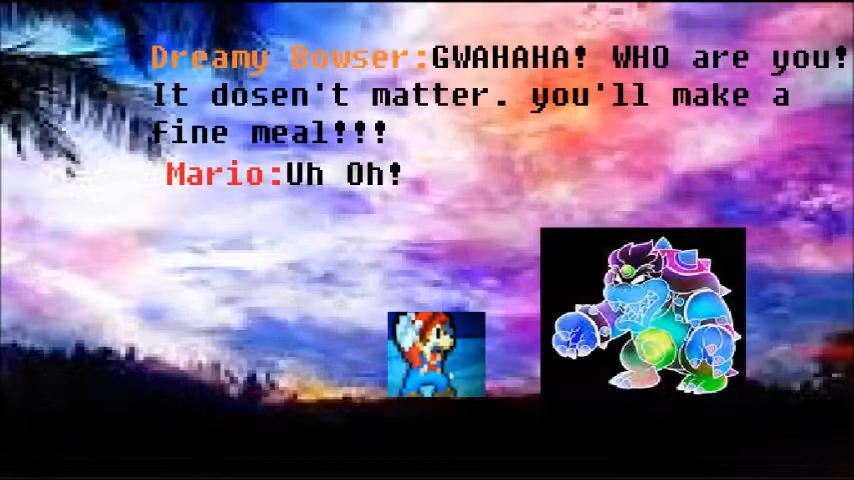 Dreamy Bowser:GWAHAHA! WHO are you!
It dosen't matter. you'll make a
fine meal!!!
Mario:Uh Oh!